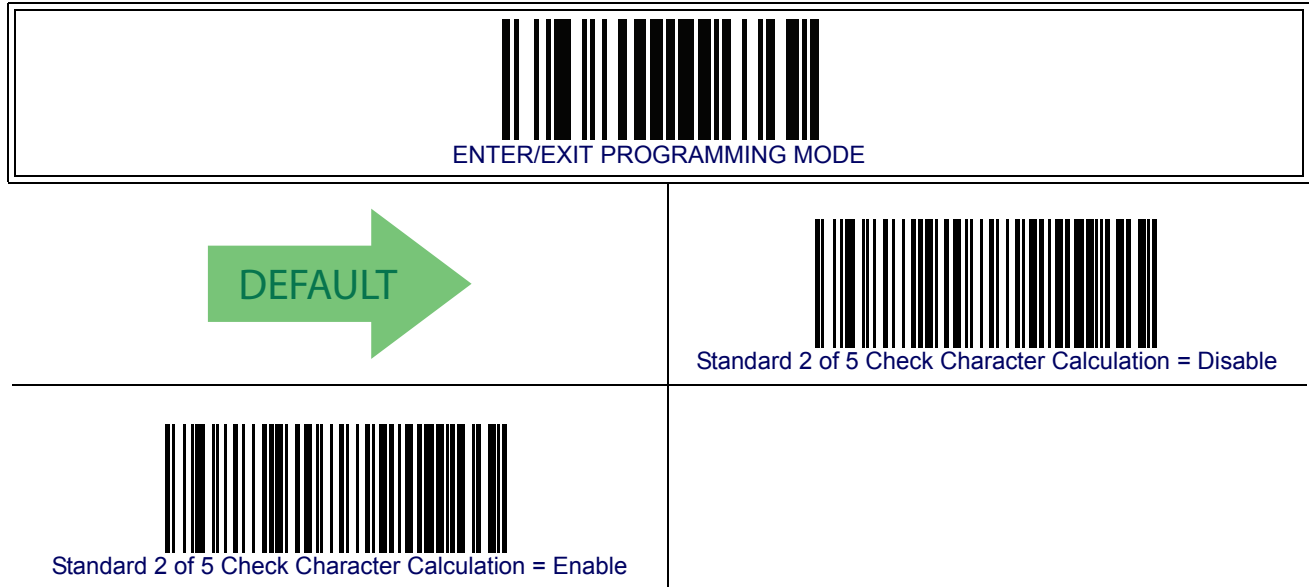 ENTER/EXIT PROGRAMMING MODE
DEFAULT
Standard 2 of 5 Check Character Calculation = Disable
Standard 2 of 5 Check Character Calculation = Enable